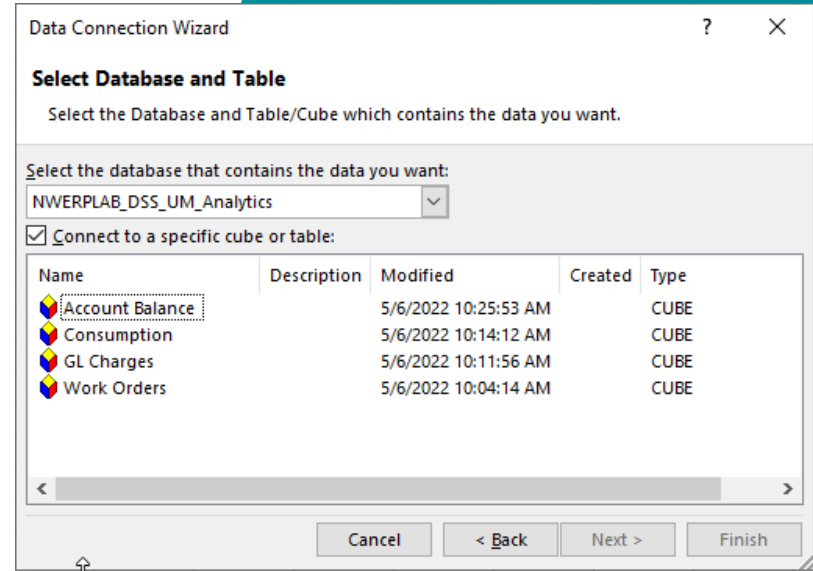 Data Connection Wizard ? ×
Select Database and Table
Select the Database and Table/Cube which contains the data you want.
Select the database that contains the data you want:
NWERPLAB_DSS_UM_Analytics
Connect to a specific cube or table:
Name Description Modified Created Type
Account Balance 5/6/2022 10:25:53 AM CUBE
Consumption 5/6/2022 10:14:12 AM CUBE
GL Charges 5/6/2022 10:11:56 AM CUBE
Work Orders 5/6/2022 10:04:14 AM CUBE
Cancel < Back Next > Finish